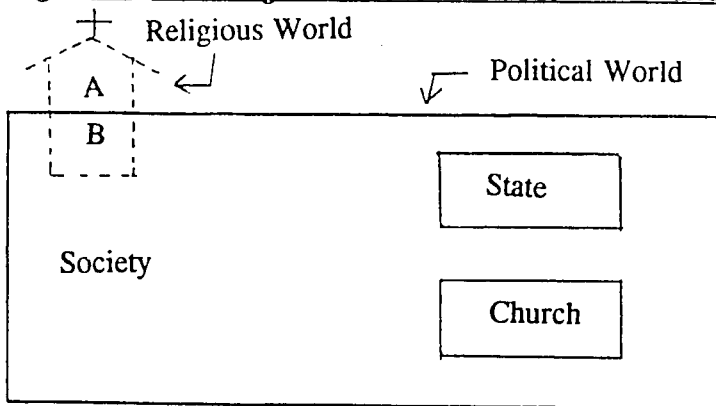 Religious World
Political World
A
B
State
Society
Church